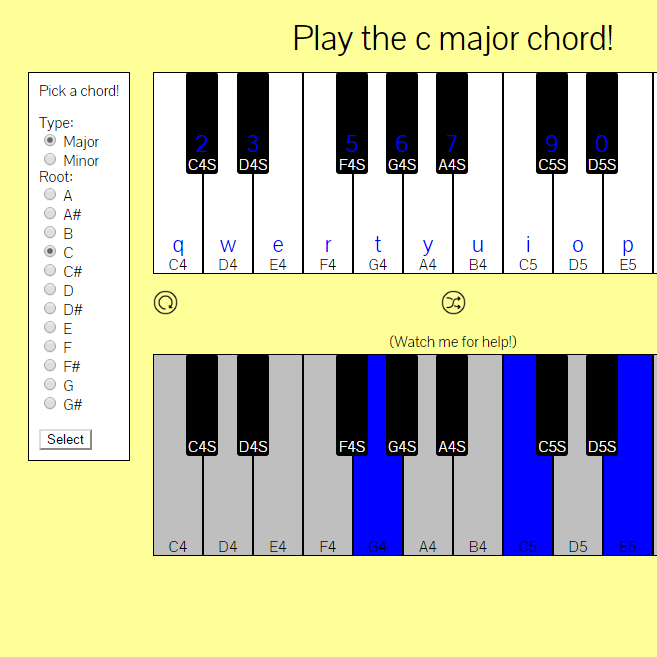 Play the c major chord!
Pick a chord!
Type:
Major
Minor
Root:
A
A#
B
C
C#
D
D#
E
F
F#
G
G#
Select
2 3 5 6 7 9 0
C4S D4S F4S G4S A4S C5S D5S
q w e r t y u i o p
C4 D4 E4 F4 G4 A4 B4 C5 D5 E5
(Watch me for help!)
C4S D4S F4S G4S A4S C5S D5S
C4 D4 E4 F4 G4 A4 B4 C5 D5 E5